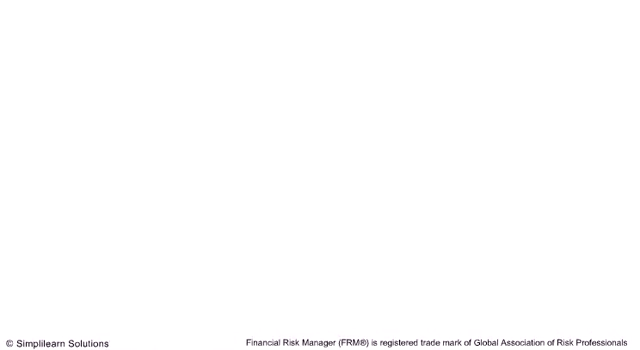 © Simplilearn Solutions
Financial Risk Manager (FRM®) is registered trade mark of Global Association of Risk Professionals